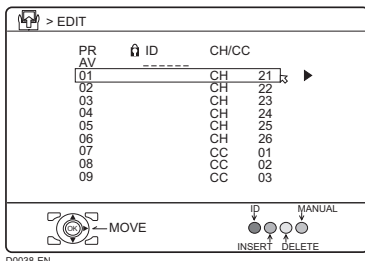 > EDIT
PR ID CH/CC
AV ------
01 CH 21
02 CH 22
03 CH 23
04 CH 24
05 CH 25
06 CH 26
07 CC 01
08 CC 02
09 CC 03
OK MOVE
ID MANUAL
INSERT DELETE
D0038-EN